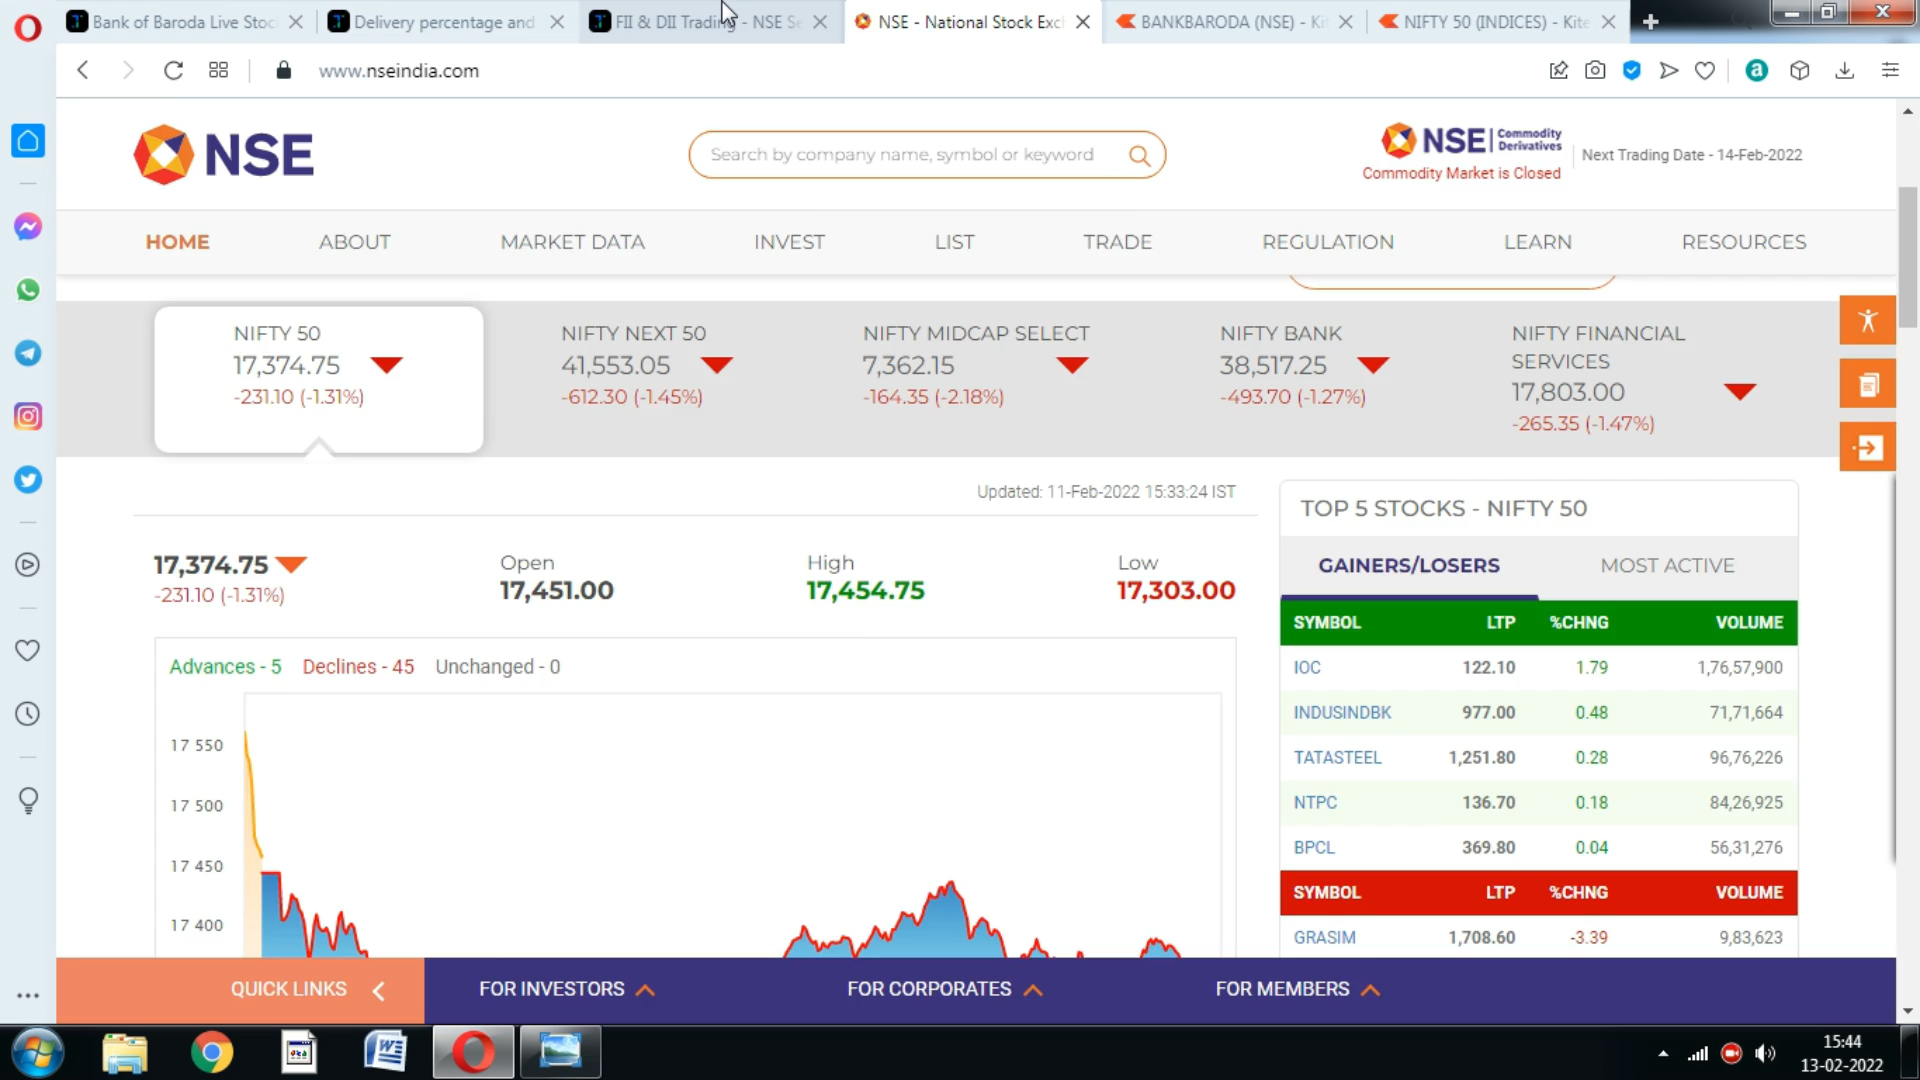 Bank of Baroda Live Stoc
Delivery percentage and
FII & DII Trading - NSE Se
NSE - National Stock Exc
BANKBARODA (NSE) - Ki
NIFTY 50 (INDICES) - Kite
www.nseindia.com
NSE
Search by company name, symbol or keyword
NSE Commodity
Derivatives
Commodity Market is Closed
Next Trading Date - 14-Feb-2022
HOME ABOUT MARKET DATA INVEST LIST TRADE REGULATION LEARN RESOURCES
NIFTY 50
17,374.75
-231.10 (-1.31%)
NIFTY NEXT 50
41,553.05
-612.30 (-1.45%)
NIFTY MIDCAP SELECT
7,362.15
-164.35 (-2.18%)
NIFTY BANK
38,517.25
-493.70 (-1.27%)
NIFTY FINANCIAL
SERVICES
17,803.00
-265.35 (-1.47%)
Updated: 11-Feb-2022 15:33:24 IST
17,374.75
-231.10 (-1.31%)
Open
17,451.00
High
17,454.75
Low
17,303.00
Advances - 5 Declines - 45 Unchanged - 0
17 550
17 500
17 450
17 400
TOP 5 STOCKS - NIFTY 50
GAINERS/LOSERS MOST ACTIVE
SYMBOL LTP %CHNG VOLUME
IOC 122.10 1.79 1,76,57,900
INDUSINDBK 977.00 0.48 71,71,664
TATASTEEL 1,251.80 0.28 96,76,226
NTPC 136.70 0.18 84,26,925
BPCL 369.80 0.04 56,31,276
SYMBOL LTP %CHNG VOLUME
GRASIM 1,708.60 -3.39 9,83,623
QUICK LINKS FOR INVESTORS FOR CORPORATES FOR MEMBERS
15:44
13-02-2022